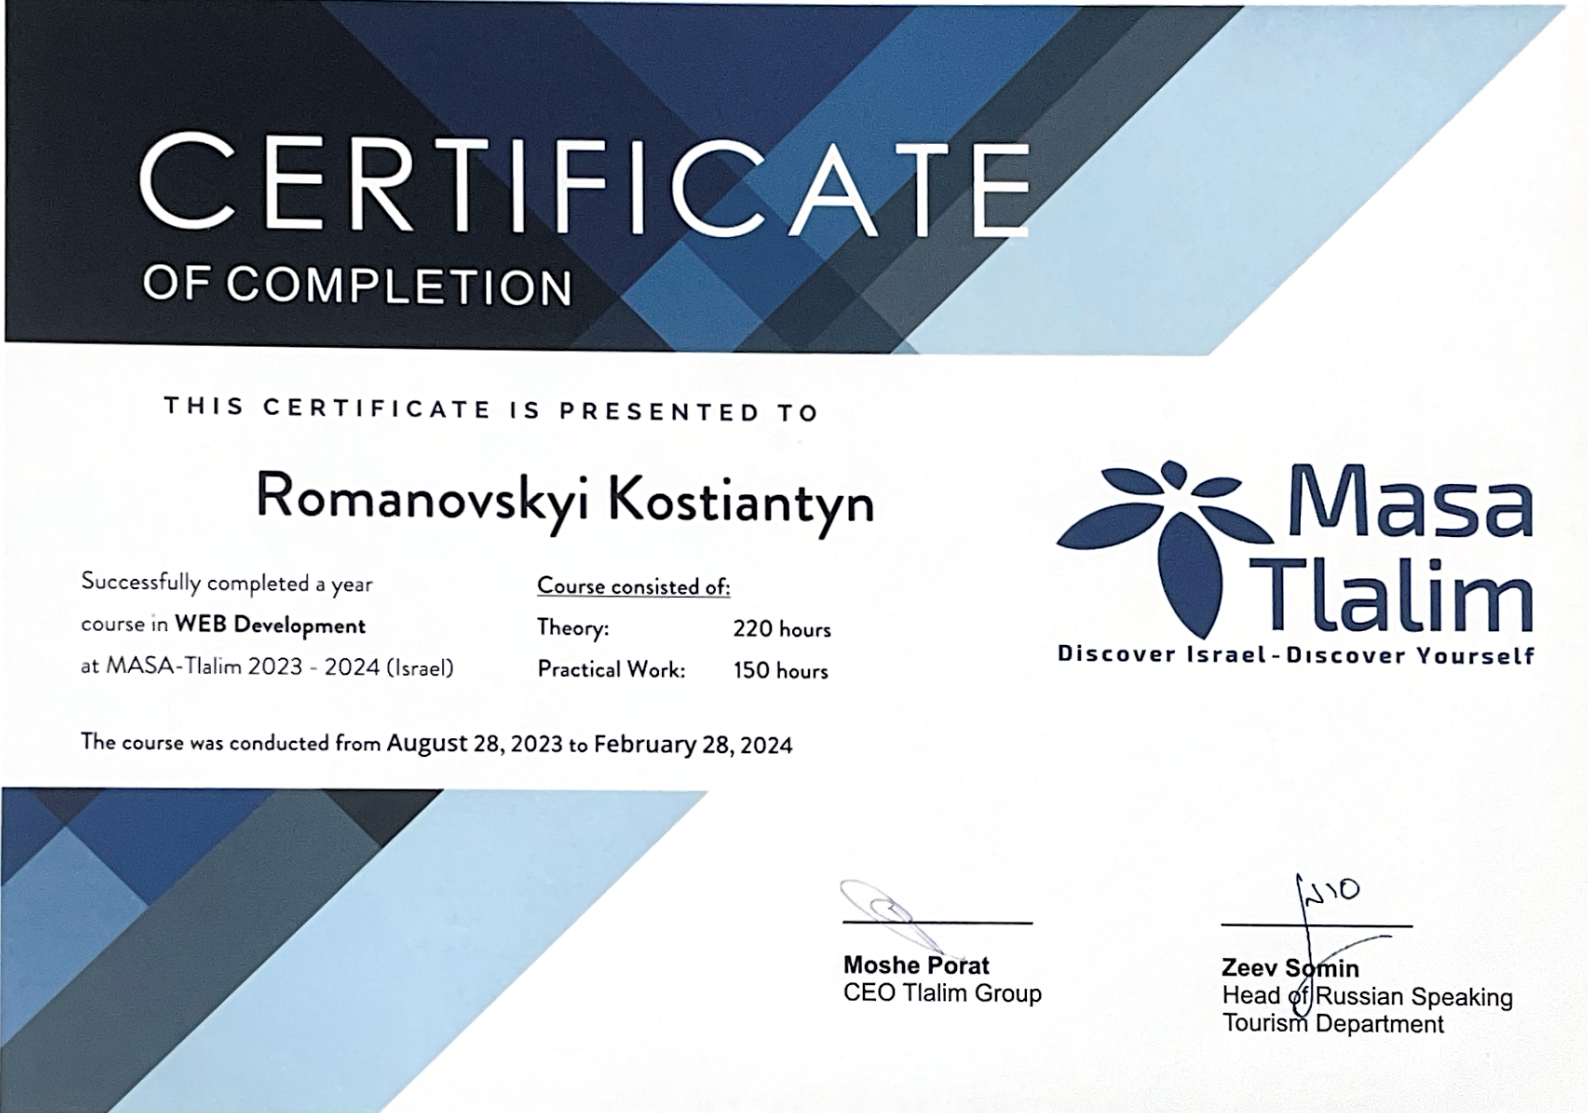 CERTIFICATE
OF COMPLETION
THIS CERTIFICATE IS PRESENTED TO
Romanovskyi Kostiantyn
Successfully completed a year
course in WEB Development
at MASA-Tlalim 2023 - 2024 (Israel)
Course consisted of:
Theory: 220 hours
Practical Work: 150 hours
The course was conducted from August 28, 2023 to February 28, 2024
Masa
Tlalim
Discover Israel-Discover Yourself
Moshe Porat
CEO Tlalim Group
Zeev Somin
Head of Russian Speaking
Tourism Department